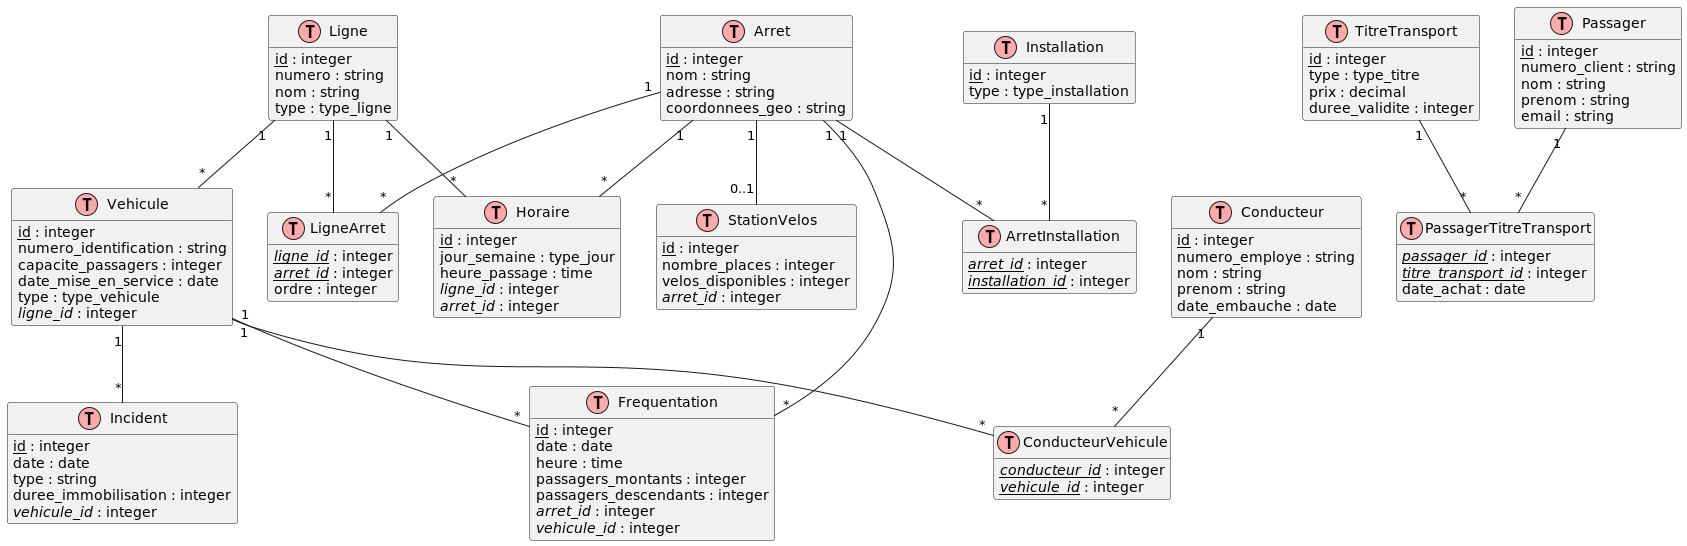 T Ligne
id : integer
numero : string
nom : string
type : type_ligne
T Arret
id : integer
nom : string
adresse : string
coordonnees_geo : string
T Installation
id : integer
type : type_installation
T TitreTransport
id : integer
type : type_titre
prix : decimal
duree_validite : integer
T Passager
id : integer
numero_client : string
nom : string
prenom : string
email : string
1
1
1
1
1
1
1
1
1
1
1
*
*
*
*
*
0..1
*
*
*
*
T Vehicule
id : integer
numero_identification : string
capacite_passagers : integer
date_mise_en_service : date
type : type_vehicule
ligne_id : integer
T LigneArret
ligne_id : integer
arret_id : integer
ordre : integer
T Horaire
id : integer
jour_semaine : type_jour
heure_passage : time
ligne_id : integer
arret_id : integer
T StationVelos
id : integer
nombre_places : integer
velos_disponibles : integer
arret_id : integer
T ArretInstallation
arret_id : integer
installation_id : integer
T Conducteur
id : integer
numero_employe : string
nom : string
prenom : string
date_embauche : date
T PassagerTitreTransport
passager_id : integer
titre_transport_id : integer
date_achat : date
1
1
1
1
*
*
*
*
*
T Incident
id : integer
date : date
type : string
duree_immobilisation : integer
vehicule_id : integer
T Frequentation
id : integer
date : date
heure : time
passagers_montants : integer
passagers_descendants : integer
arret_id : integer
vehicule_id : integer
T ConducteurVehicule
conducteur_id : integer
vehicule_id : integer